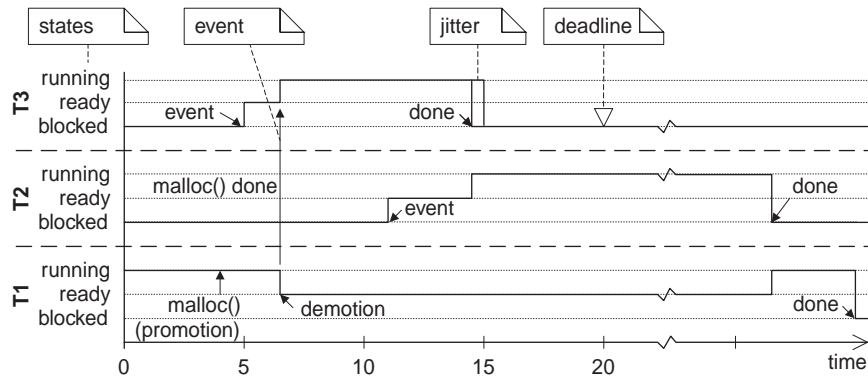 states
event
jitter
deadline
T3
running
ready
blocked
event
done
T2
running
ready
blocked
malloc() done
event
done
T1
running
ready
blocked
malloc()
(promotion)
demotion
done
0
5
10
15
20
time